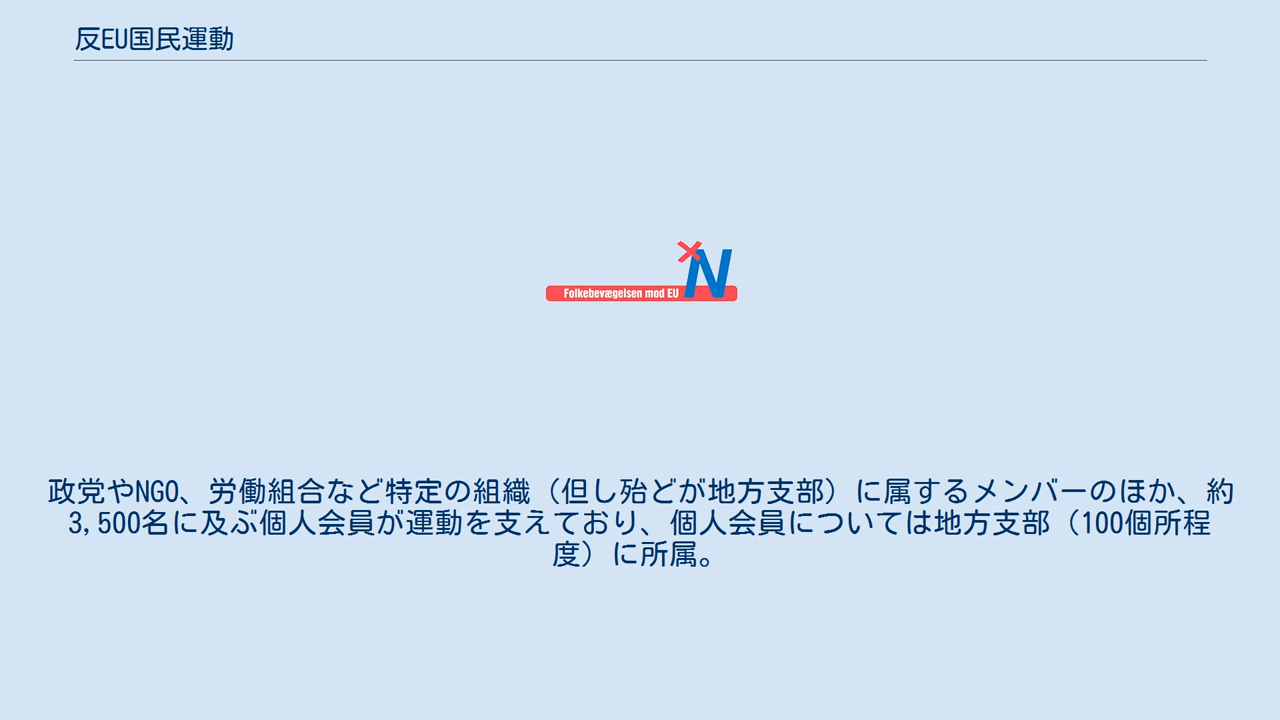 反EU国民運動
Folkebevægelsen mod EU
N
政党やNGO、労働組合など特定の組織（但し殆どが地方支部）に属するメンバーのほか、約
3,500名に及ぶ個人会員が運動を支えており、個人会員については地方支部（100個所程
度）に所属。